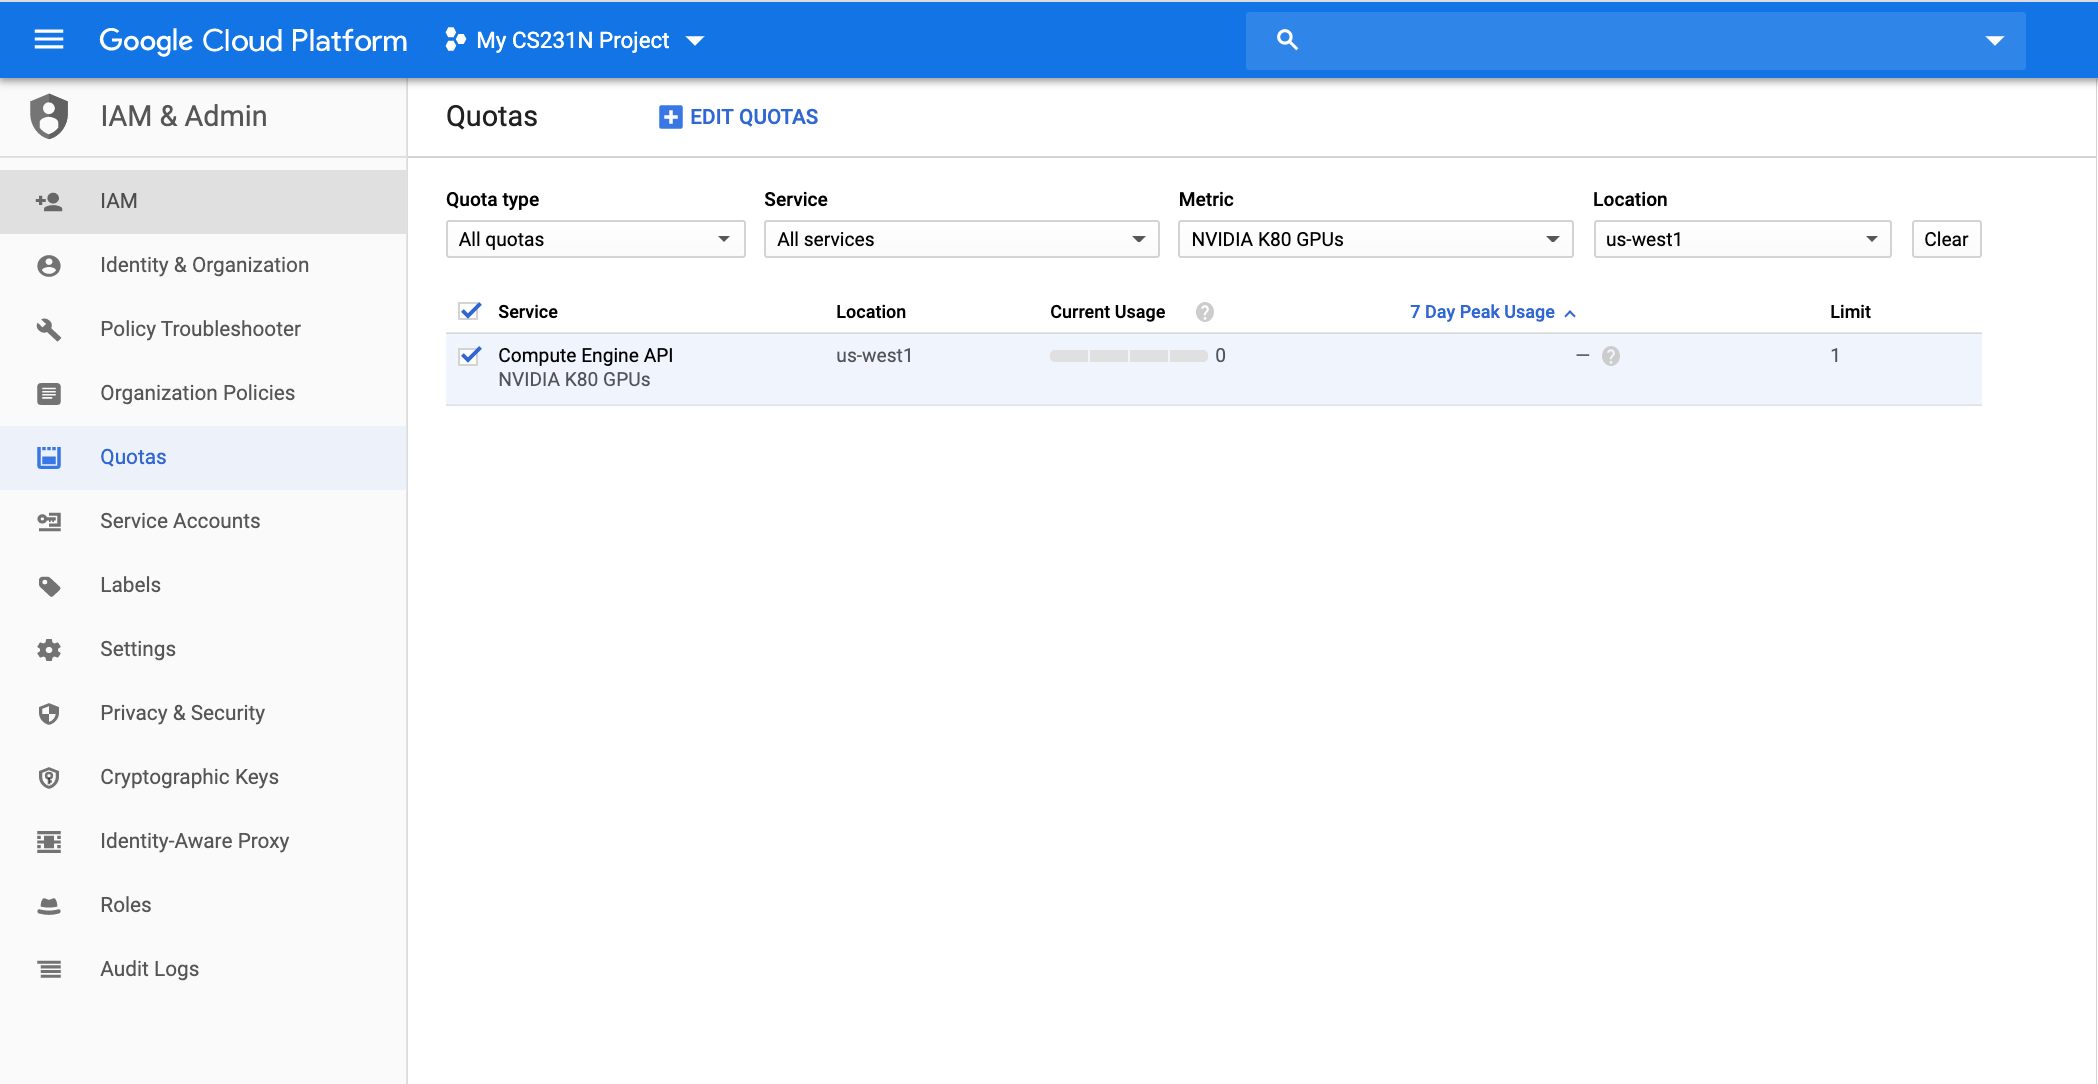 Google Cloud Platform
My CS231N Project
IAM & Admin
IAM
Identity & Organization
Policy Troubleshooter
Organization Policies
Quotas
Service Accounts
Labels
Settings
Privacy & Security
Cryptographic Keys
Identity-Aware Proxy
Roles
Audit Logs
Quotas
EDIT QUOTAS
Quota type Service Metric Location
All quotas All services NVIDIA K80 GPUs us-west1 Clear
Service Location Current Usage ? 7 Day Peak Usage Limit
Compute Engine API us-west1 0 – ? 1
NVIDIA K80 GPUs